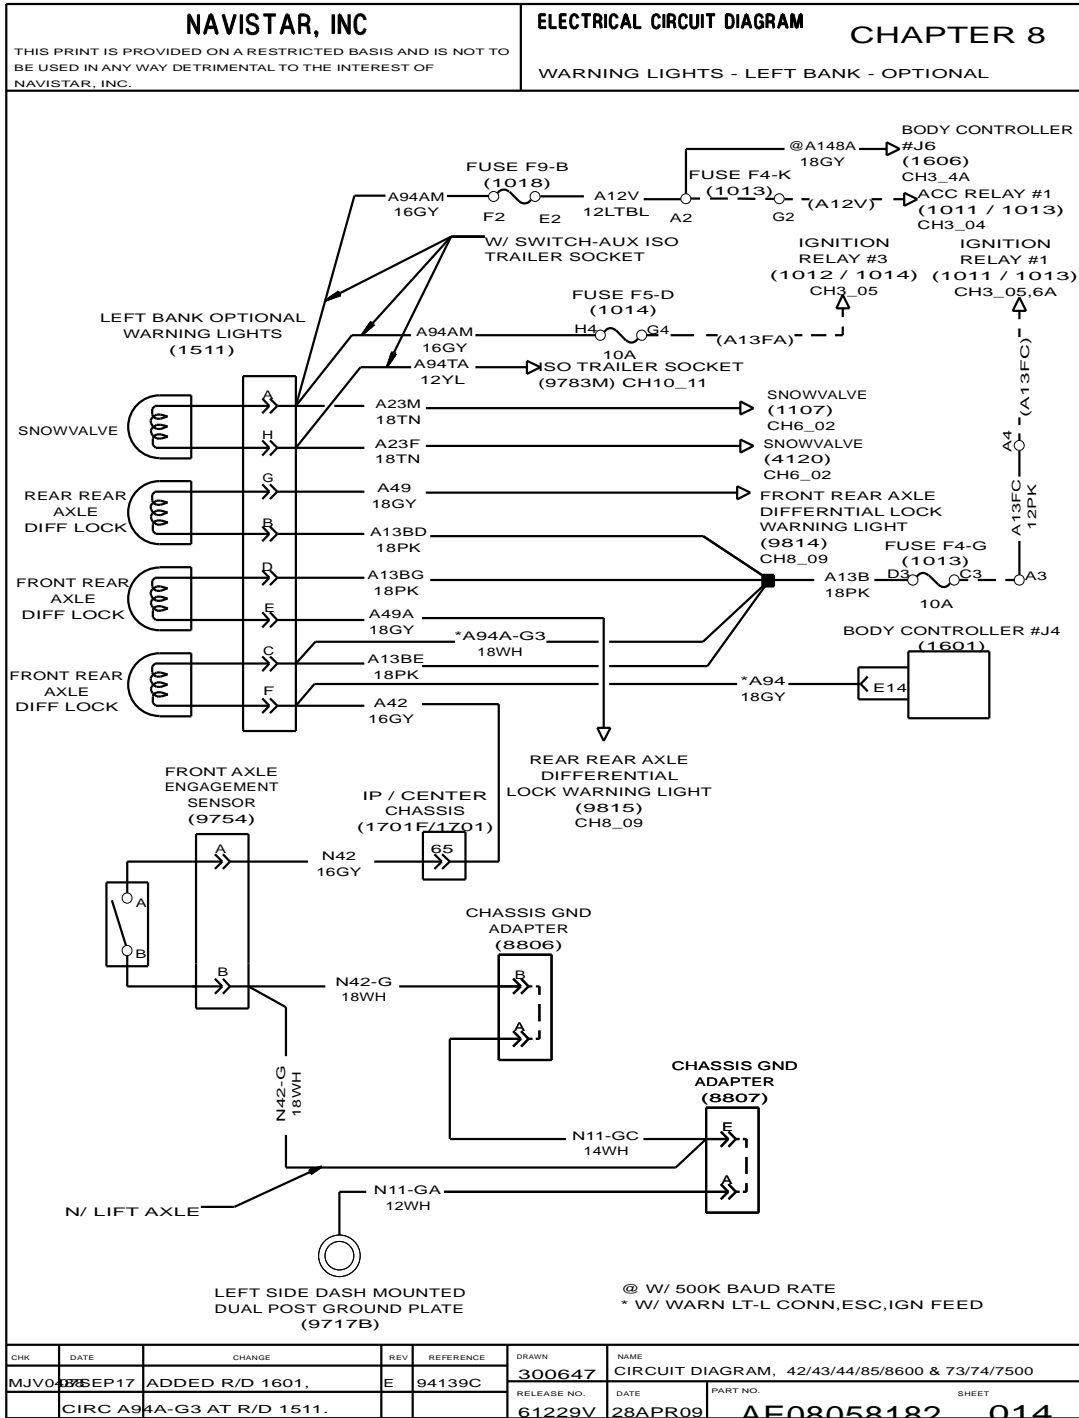 NAVISTAR, INC
THIS PRINT IS PROVIDED ON A RESTRICTED BASIS AND IS NOT TO
BE USED IN ANY WAY DETRIMENTAL TO THE INTEREST OF
NAVISTAR, INC.
ELECTRICAL CIRCUIT DIAGRAM
CHAPTER 8
WARNING LIGHTS - LEFT BANK - OPTIONAL
@A148A
18GY
BODY CONTROLLER
#J6
(1606)
CH3_4A
FUSE F9-B
(1018)
A94AM
16GY
F2
E2
A12V
12LTBL
A2
FUSE F4-K
(1013)
G2
(A12V)
ACC RELAY #1
(1011 / 1013)
CH3_04
W/ SWITCH-AUX ISO
TRAILER SOCKET
IGNITION
RELAY #3
(1012 / 1014)
CH3_05
IGNITION
RELAY #1
(1011 / 1013)
CH3_05,6A
FUSE F5-D
(1014)
H4
G4
10A
(A13FA)
(A13FC)
LEFT BANK OPTIONAL
WARNING LIGHTS
(1511)
A94AM
16GY
A94TA
12YL
ISO TRAILER SOCKET
(9783M) CH10_11
SNOWVALVE
A
A23M
18TN
SNOWVALVE
(1107)
CH6_02
H
A23F
18TN
SNOWVALVE
(4120)
CH6_02
A4
A13FC
12PK
REAR REAR
AXLE
DIFF LOCK
G
A49
18GY
FRONT REAR AXLE
DIFFERNTIAL LOCK
WARNING LIGHT
(9814)
CH8_09
B
A13BD
18PK
FUSE F4-G
(1013)
FRONT REAR
AXLE
DIFF LOCK
D
A13BG
18PK
A13B
18PK
D3
C3
10A
A3
E
A49A
18GY
*A94A-G3
18WH
BODY CONTROLLER #J4
(1601)
FRONT REAR
AXLE
DIFF LOCK
C
A13BE
18PK
*A94
18GY
E14
F
A42
16GY
REAR REAR AXLE
DIFFERENTIAL
LOCK WARNING LIGHT
(9815)
CH8_09
FRONT AXLE
ENGAGEMENT
SENSOR
(9754)
IP / CENTER
CHASSIS
(1701F/1701)
A
N42
16GY
65
A
B
CHASSIS GND
ADAPTER
(8806)
B
N42-G
18WH
B
A
N42-G
18WH
CHASSIS GND
ADAPTER
(8807)
N11-GC
14WH
E
N/ LIFT AXLE
N11-GA
12WH
A
LEFT SIDE DASH MOUNTED
DUAL POST GROUND PLATE
(9717B)
@ W/ 500K BAUD RATE
* W/ WARN LT-L CONN,ESC,IGN FEED
CHK
DATE
CHANGE
REV
REFERENCE
DRAWN
NAME
SEP17
ADDED R/D 1601,
E
94139C
300647
CIRCUIT DIAGRAM, 42/43/44/85/8600 & 73/74/7500
CIRC A94A-G3 AT R/D 1511.
RELEASE NO.
DATE
PART NO.
SHEET
61229V
28APR09
AE08058182
014